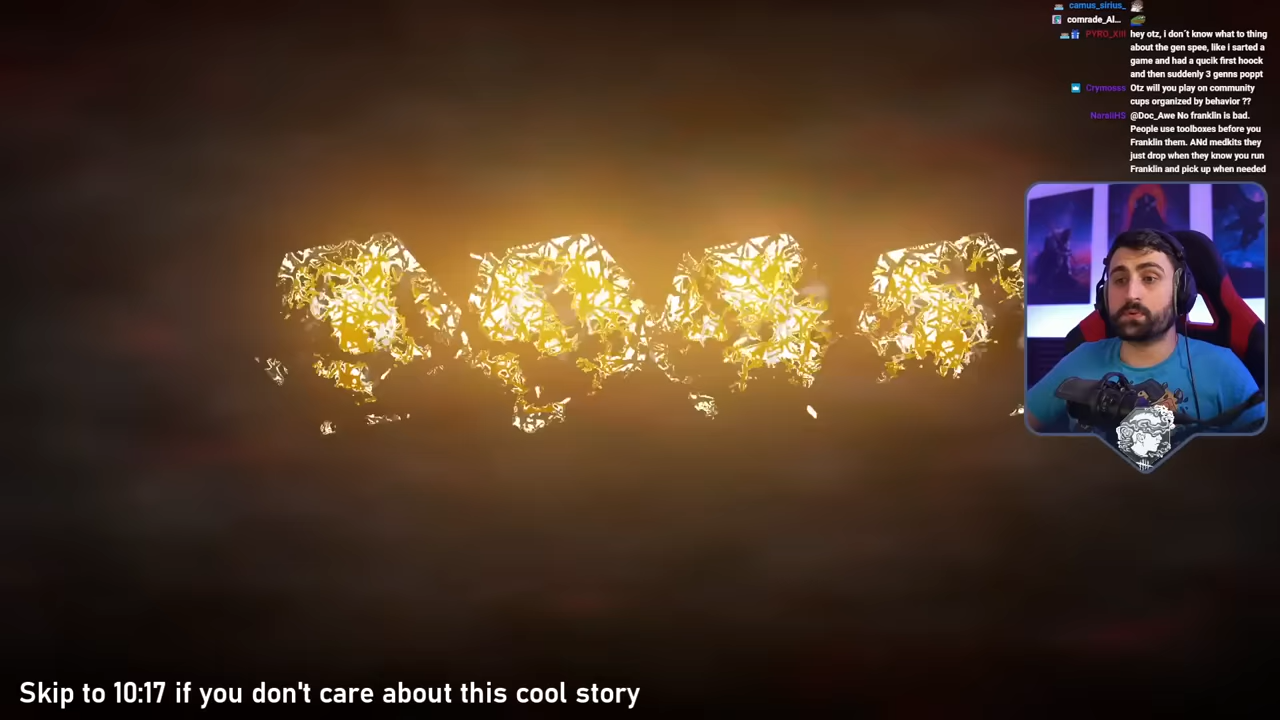 camus_sirius_
comrade_Al...
PYRO_XIII hey otz, i don´t know what to thing
about the gen spee, like i sarted a
game and had a qucik first hoock
and then suddenly 3 genns poppt
Crymosss Otz will you play on community
cups organized by behavior ??
NaraliHS @Doc_Awe No franklin is bad.
People use toolboxes before you
Franklin them. ANd medkits they
just drop when they know you run
Franklin and pick up when needed
Skip to 10:17 if you don't care about this cool story